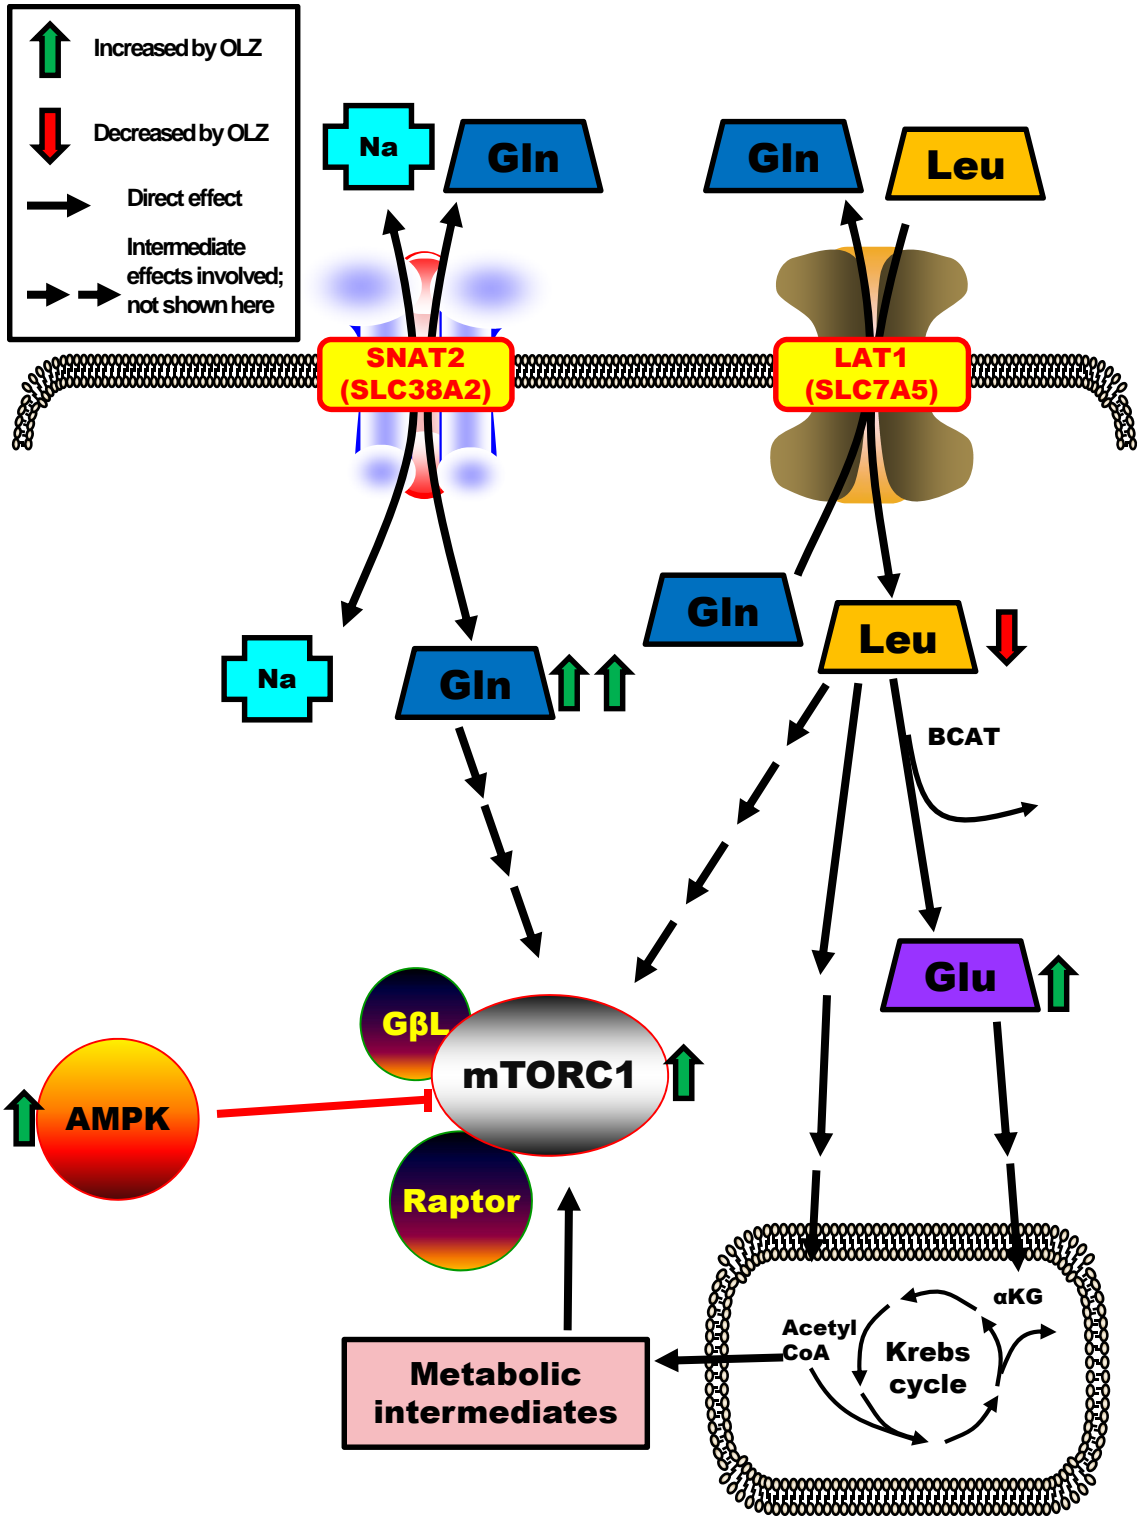 Increased by OLZ
Decreased by OLZ
Direct effect
Intermediate
effects involved;
not shown here
Na
Gln
Gln
Leu
SNAT2
(SLC38A2)
LAT1
(SLC7A5)
Gln
Leu
Na
Gln
BCAT
Glu
GβL
mTORC1
AMPK
Raptor
αKG
Acetyl
CoA
Krebs
cycle
Metabolic
intermediates